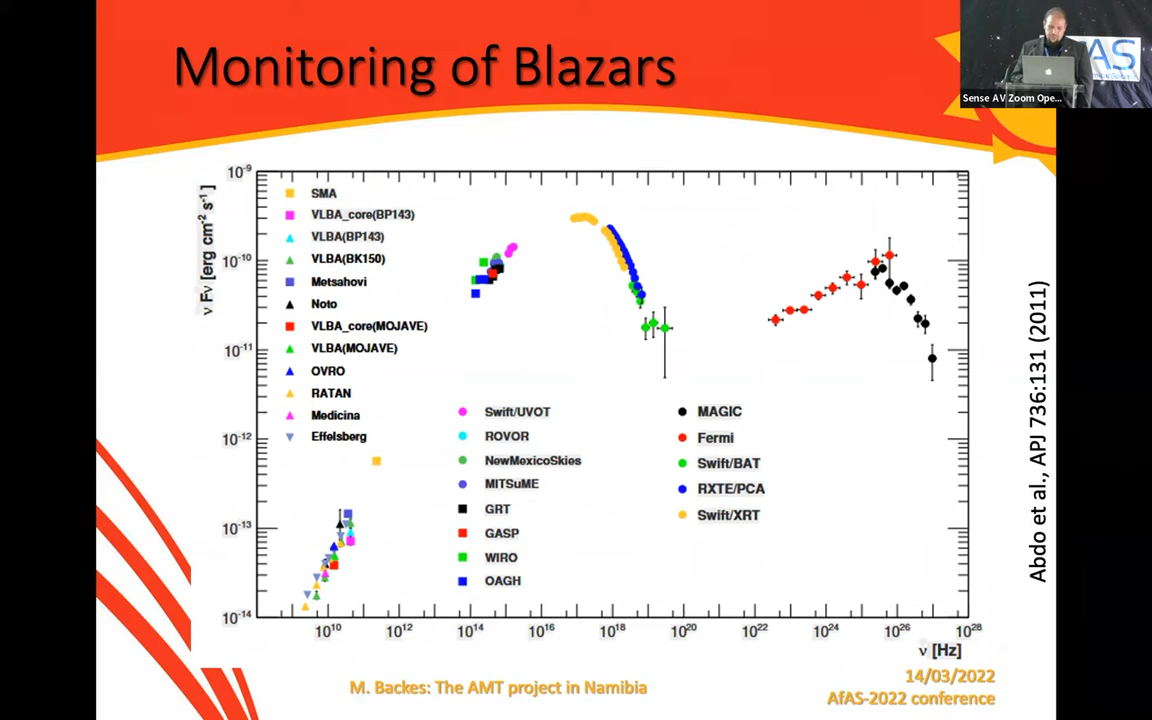 Monitoring of Blazars
AS
Sense AV Zoom Ope...
ν Fν [erg cm-2 s-1]
10-9
10-10
10-11
10-12
10-13
10-14
SMA
VLBA_core(BP143)
VLBA(BP143)
VLBA(BK150)
Metsahovi
Noto
VLBA_core(MOJAVE)
VLBA(MOJAVE)
OVRO
RATAN
Medicina
Effelsberg
Swift/UVOT
ROVOR
NewMexicoSkies
MITSuME
GRT
GASP
WIRO
OAGH
MAGIC
Fermi
Swift/BAT
RXTE/PCA
Swift/XRT
10^10 10^12 10^14 10^16 10^18 10^20 10^22 10^24 10^26 10^28
ν [Hz]
Abdo et al., APJ 736:131 (2011)
M. Backes: The AMT project in Namibia
14/03/2022
AfAS-2022 conference